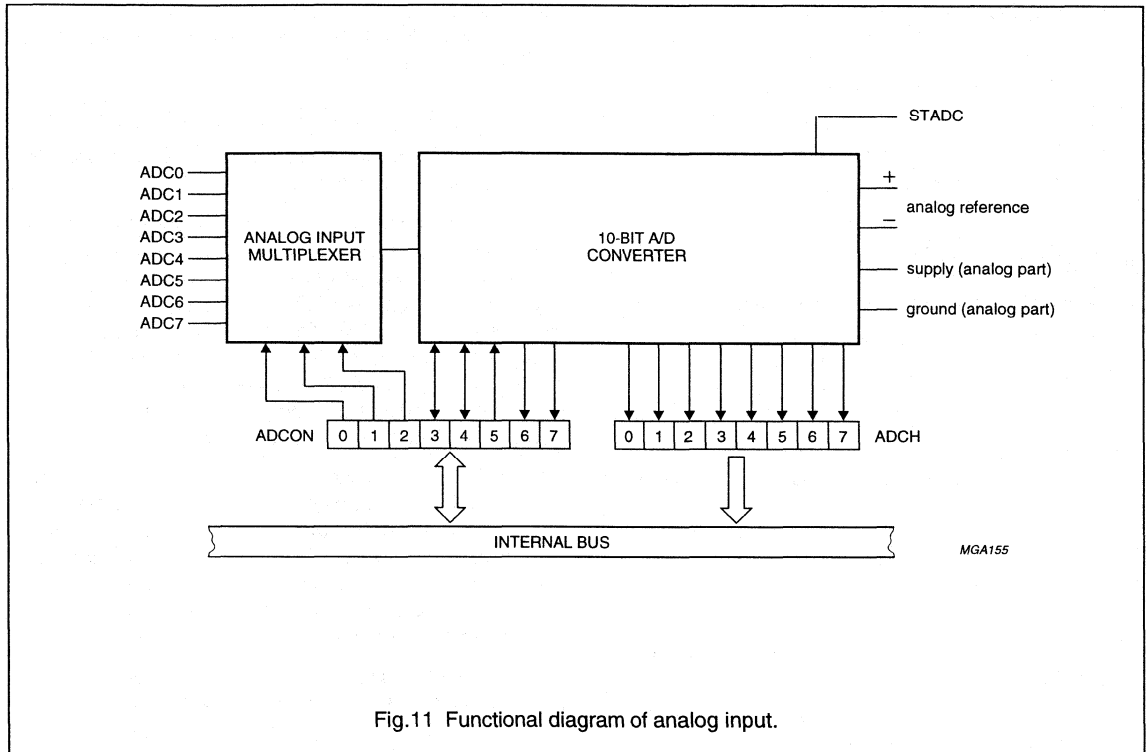 STADC
ADC0
ADC1
ADC2
ADC3
ADC4
ADC5
ADC6
ADC7
ANALOG INPUT
MULTIPLEXER
10-BIT A/D
CONVERTER
+
analog reference
−
supply (analog part)
ground (analog part)
ADCON 0 1 2 3 4 5 6 7
0 1 2 3 4 5 6 7 ADCH
INTERNAL BUS
MGA155
Fig.11 Functional diagram of analog input.